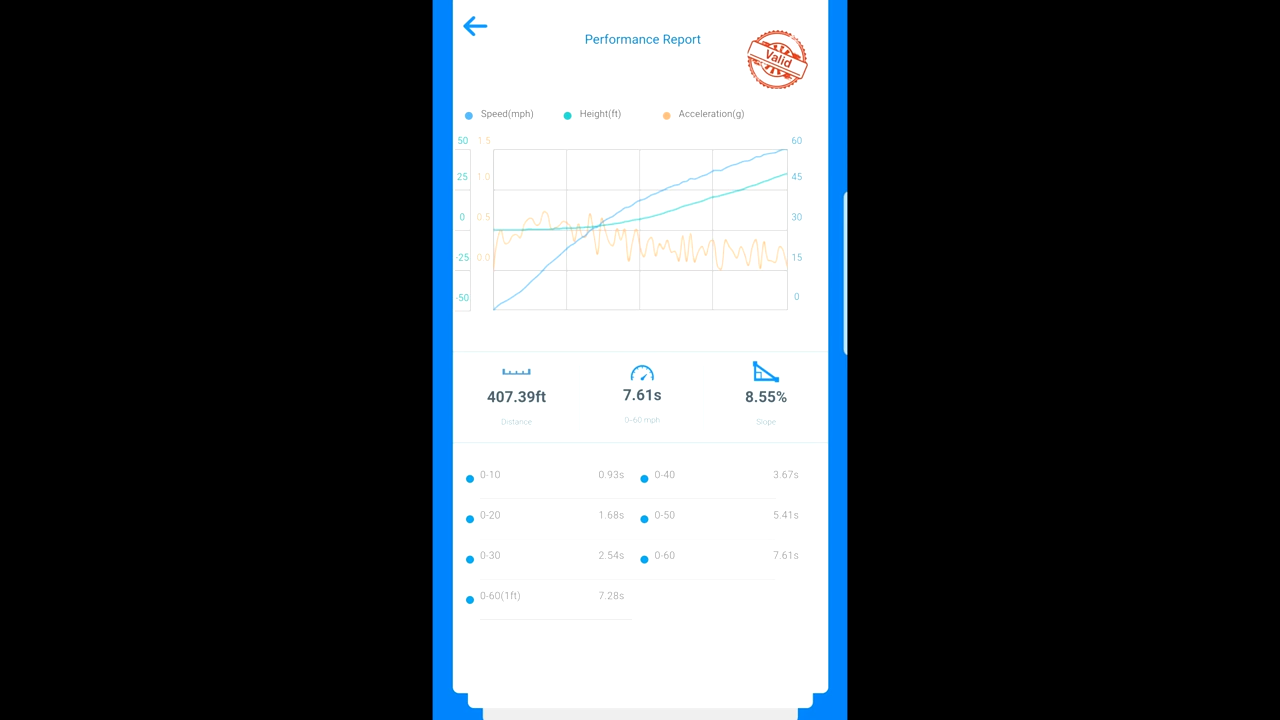 Performance Report
Valid
Speed(mph) Height(ft) Acceleration(g)
50 1.5 60
25 1.0 45
0 0.5 30
-25 0.0 15
-50 0
407.39ft 7.61s 8.55%
Distance 0-60 mph Slope
0-10 0.93s 0-40 3.67s
0-20 1.68s 0-50 5.41s
0-30 2.54s 0-60 7.61s
0-60(1ft) 7.28s